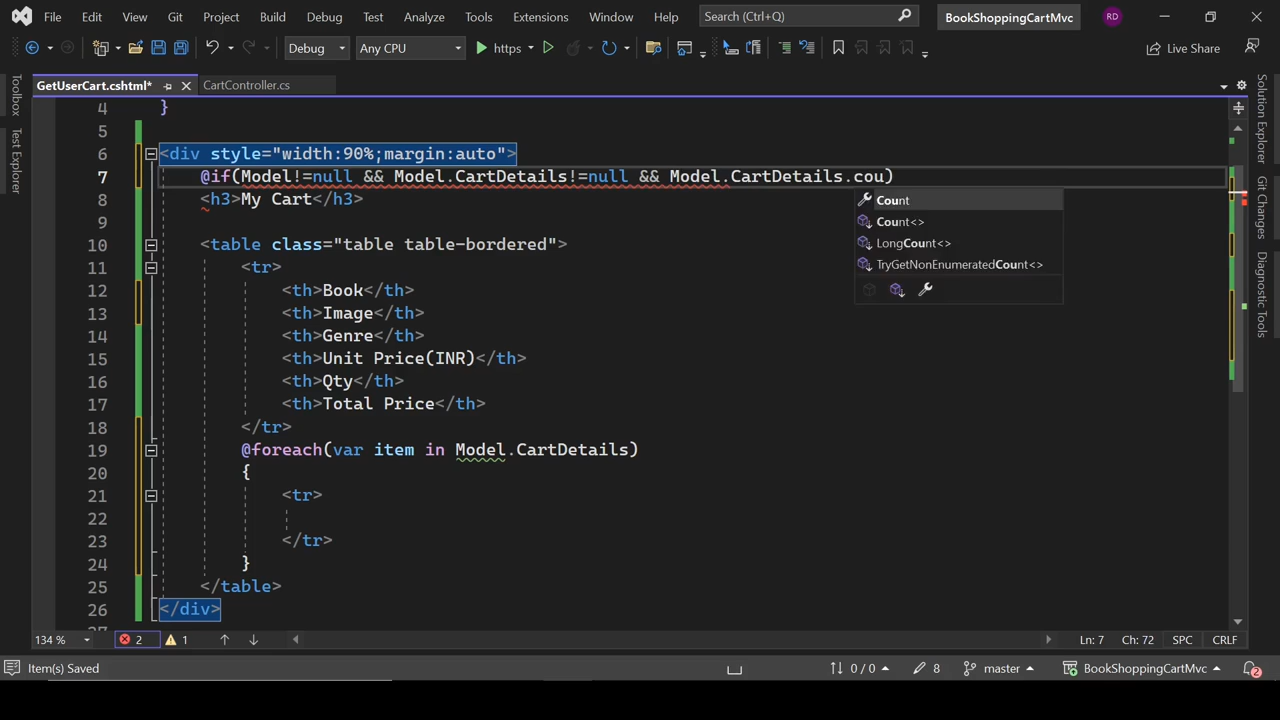 File Edit View Git Project Build Debug Test Analyze Tools Extensions Window Help Search (Ctrl+Q) BookShoppingCartMvc RD
Debug Any CPU https Live Share
GetUserCart.cshtml* CartController.cs
Toolbox
Test Explorer
4 }
5
6 <div style="width:90%;margin:auto">
7 @if(Model!=null && Model.CartDetails!=null && Model.CartDetails.cou)
8 <h3>My Cart</h3>
9
10 <table class="table table-bordered">
11 <tr>
12 <th>Book</th>
13 <th>Image</th>
14 <th>Genre</th>
15 <th>Unit Price(INR)</th>
16 <th>Qty</th>
17 <th>Total Price</th>
18 </tr>
19 @foreach(var item in Model.CartDetails)
20 {
21 <tr>
22
23 </tr>
24 }
25 </table>
26 </div>
27
Count
Count<>
LongCount<>
TryGetNonEnumeratedCount<>
Solution Explorer
Git Changes
Diagnostic Tools
134 % 2 1 Ln: 7 Ch: 72 SPC CRLF
Item(s) Saved 0 / 0 8 master BookShoppingCartMvc 2